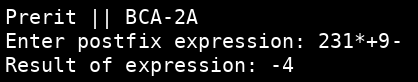 Prerit || BCA-2A
Enter postfix expression: 231*+9-
Result of expression: -4